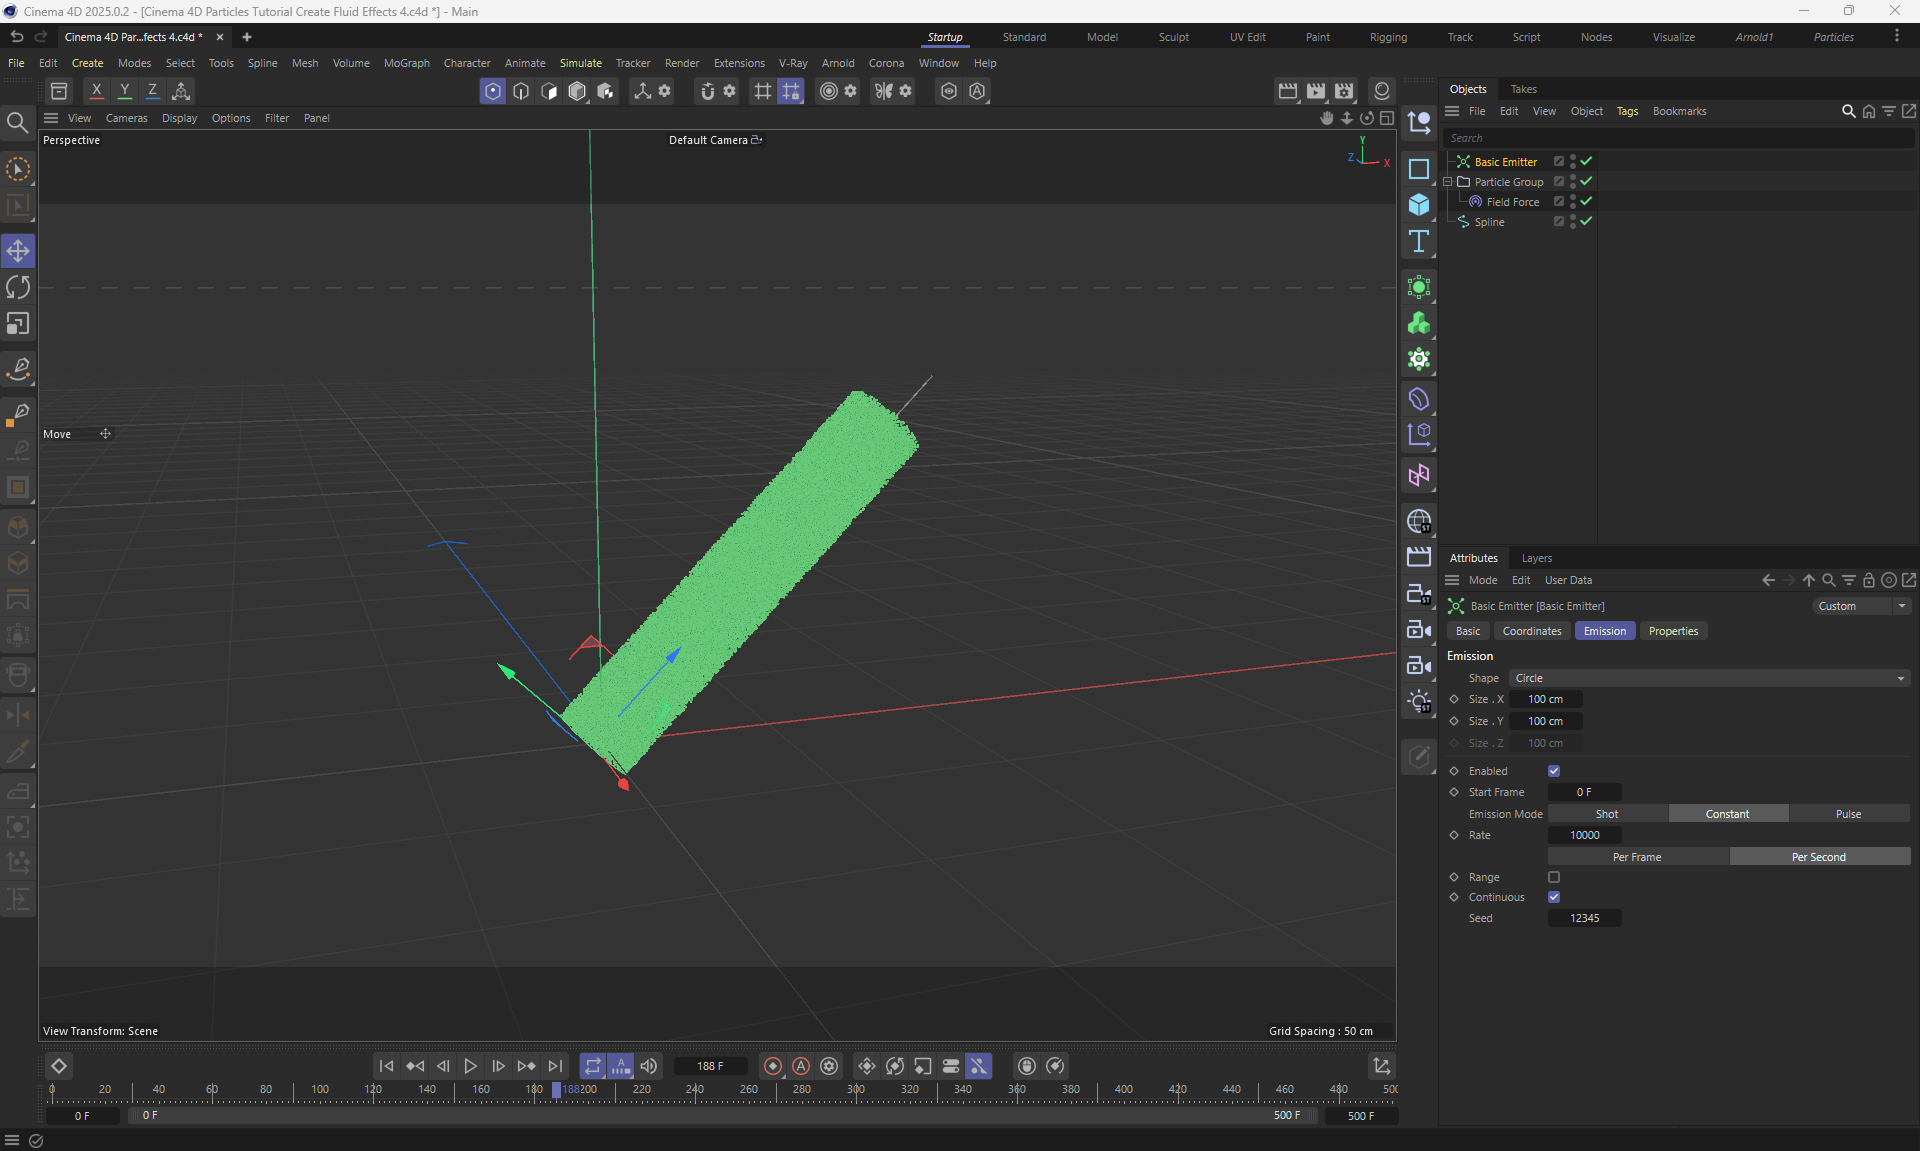 Cinema 4D 2025.0.2 - [Cinema 4D Particles Tutorial Create Fluid Effects 4.c4d *] - Main
Cinema 4D Par...fects 4.c4d *
Startup Standard Model Sculpt UV Edit Paint Rigging Track Script Nodes Visualize Arnold1 Particles
File Edit Create Modes Select Tools Spline Mesh Volume MoGraph Character Animate Simulate Tracker Render Extensions V-Ray Arnold Corona Window Help
X Y Z
Objects Takes
View Cameras Display Options Filter Panel
File Edit View Object Tags Bookmarks
Perspective
Default Camera
Y
Z
X
Search
Basic Emitter
Particle Group
Field Force
Spline
Move
View Transform: Scene
Grid Spacing : 50 cm
ST
ST
ST
Attributes Layers
Mode Edit User Data
Basic Emitter [Basic Emitter]
Custom
Basic Coordinates Emission Properties
Emission
Shape Circle
Size . X 100 cm
Size . Y 100 cm
Size . Z 100 cm
Enabled
Start Frame 0 F
Emission Mode Shot Constant Pulse
Rate 10000
Per Frame Per Second
Range
Continuous
Seed 12345
188 F
0 20 40 60 80 100 120 140 160 180 188 200 220 240 260 280 300 320 340 360 380 400 420 440 460 480 500
0 F 0 F 500 F 500 F